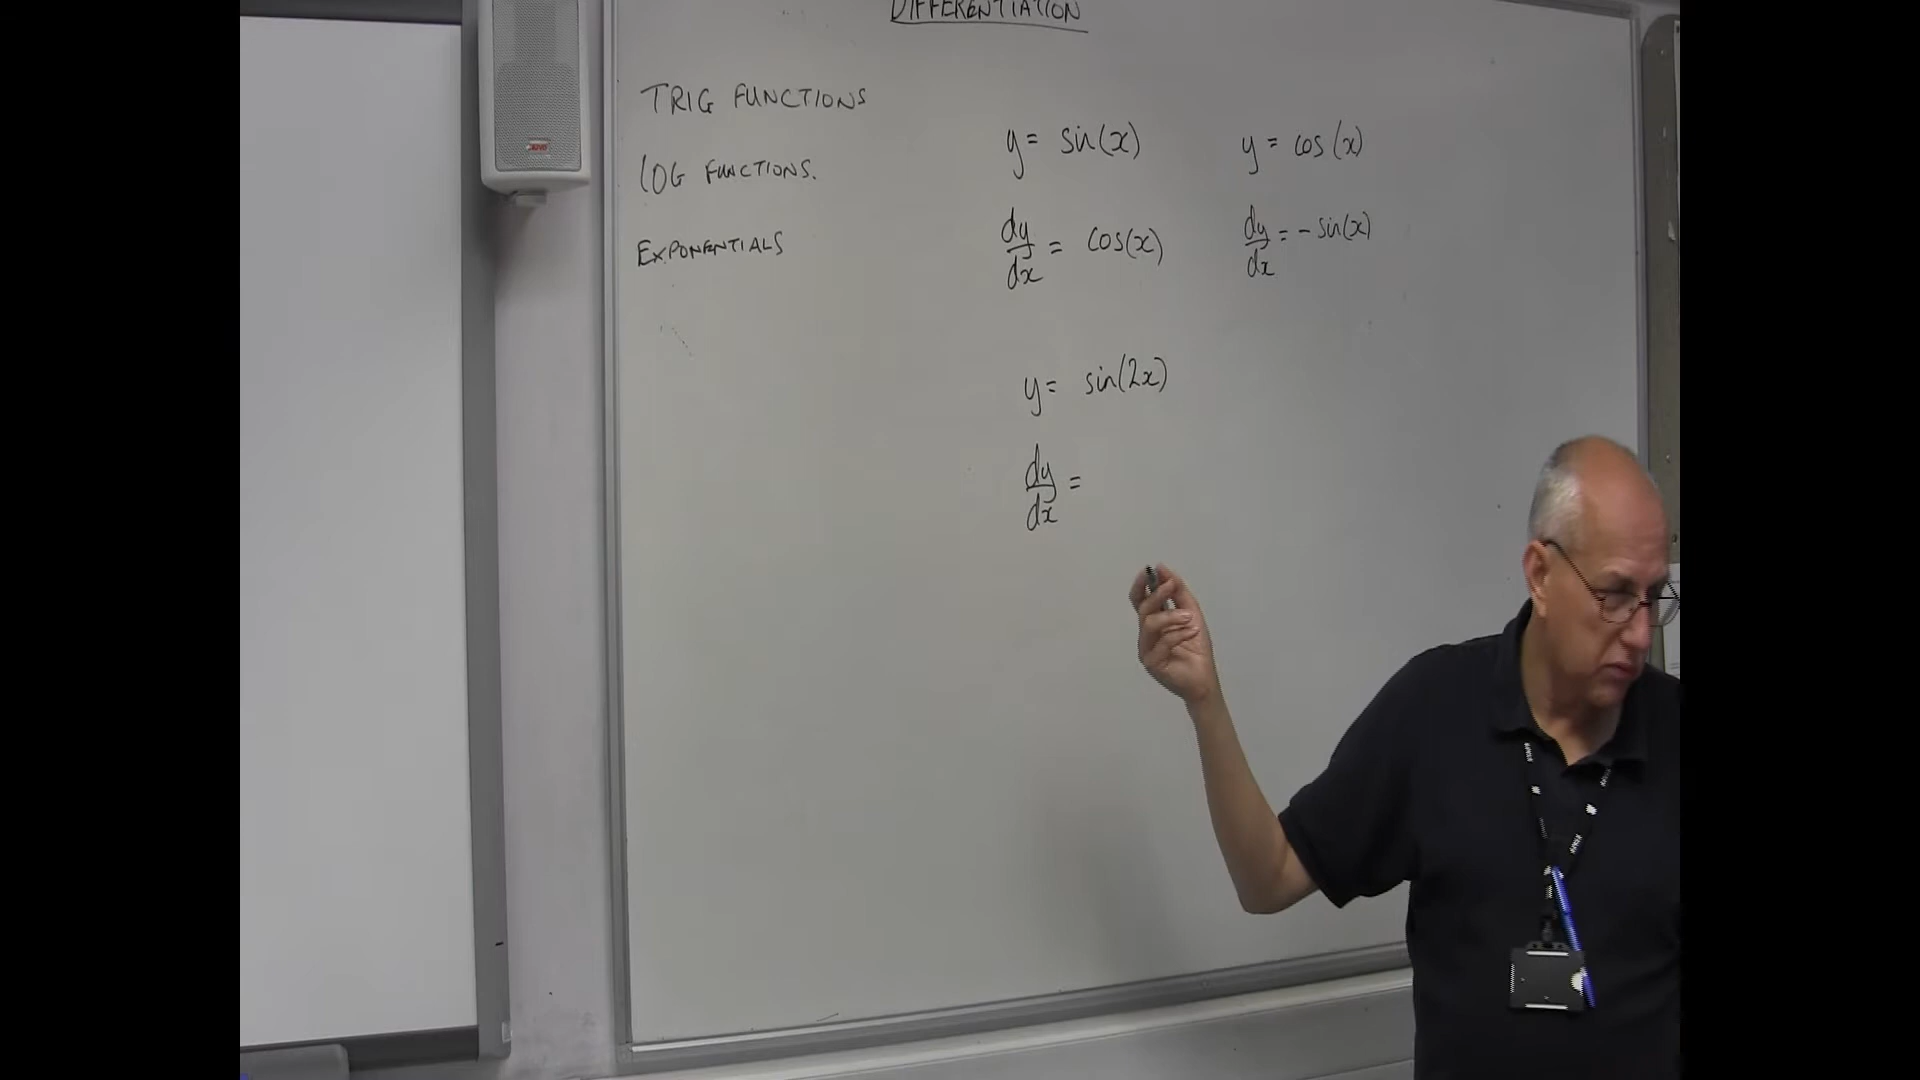 DIFFERENTIATION
TRIG FUNCTIONS
LOG FUNCTIONS.
EXPONENTIALS
y = sin(x)
dy/dx = cos(x)
y = cos(x)
dy/dx = -sin(x)
y = sin(2x)
dy/dx =